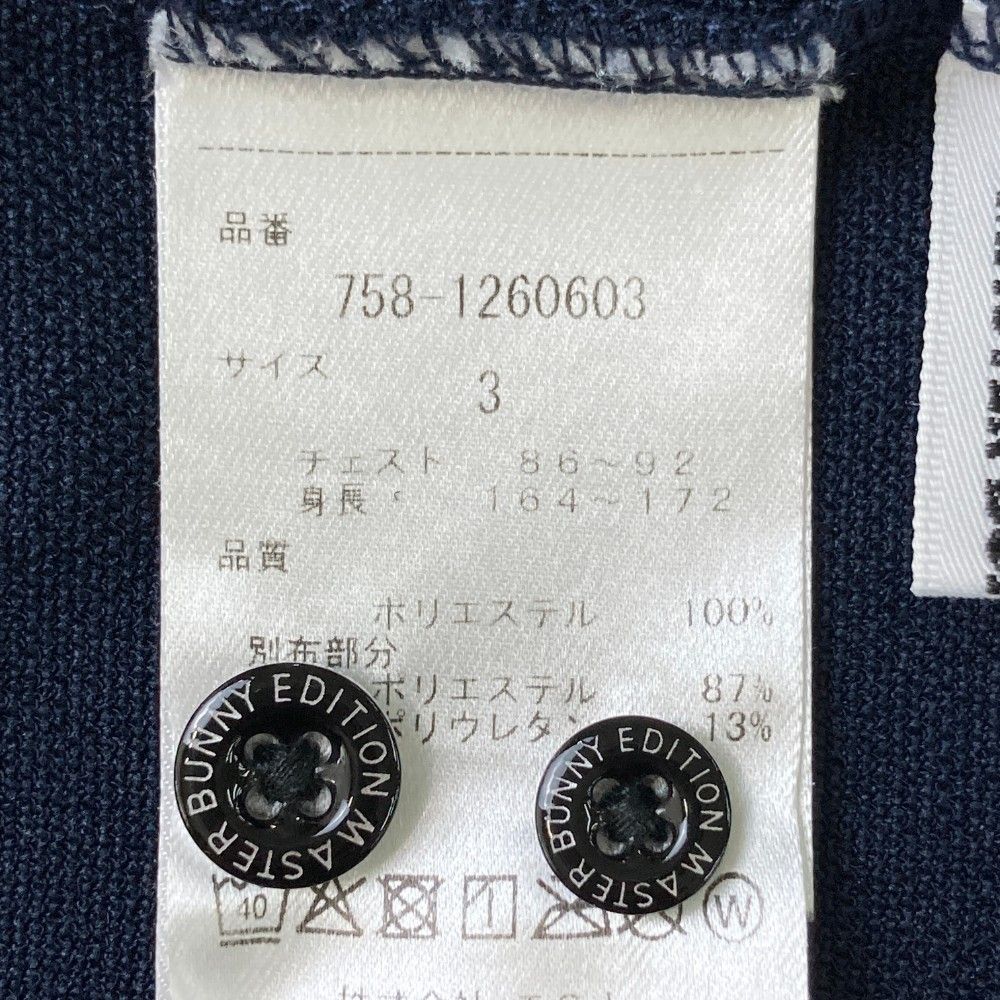 品番
758-1260603
サイズ
3
チェスト 86～92
身長 164～172
品質
ポリエステル 100%
別布部分
ポリエステル 87%
ポリウレタン 13%
MASTER BUNNY EDITION
MASTER BUNNY EDITION
40
W